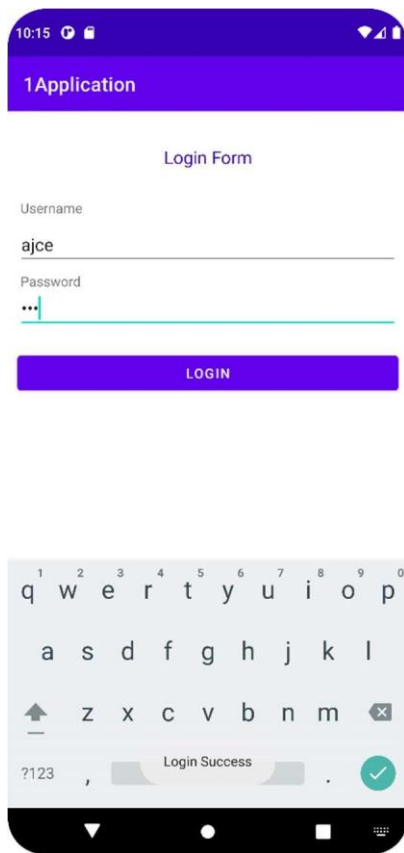 10:15
1Application
Login Form
Username
ajce
Password
•••
LOGIN
1 2 3 4 5 6 7 8 9 0
q w e r t y u i o p
a s d f g h j k l
z x c v b n m
?123 , Login Success .